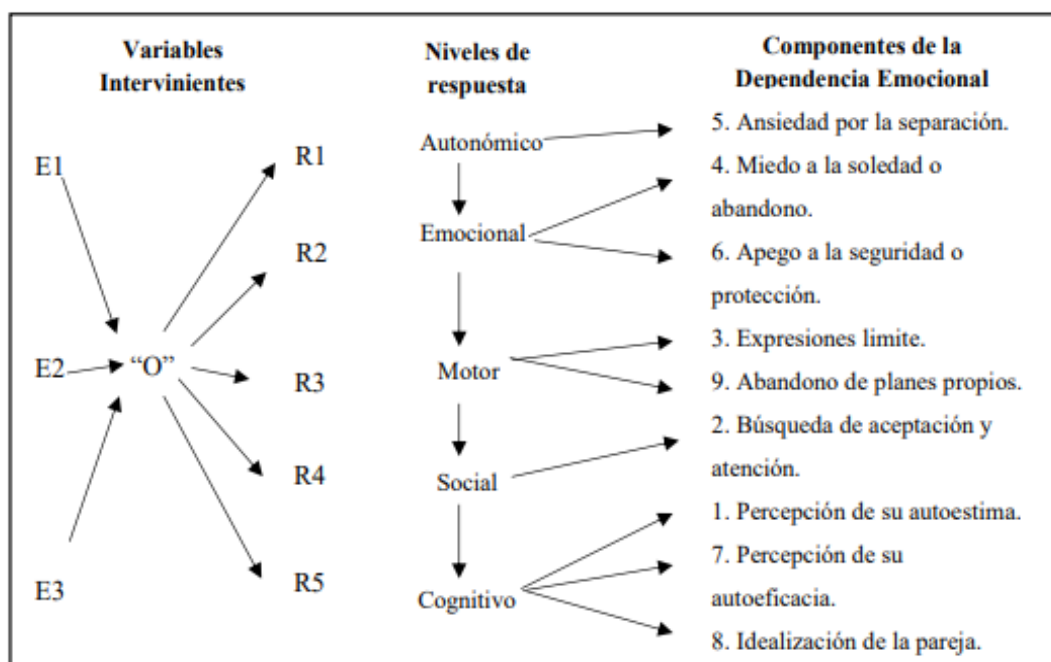 Variables
Intervinientes
E1
E2
E3
“O”
R1
R2
R3
R4
R5
Niveles de
respuesta
Autonómico
Emocional
Motor
Social
Cognitivo
Componentes de la
Dependencia Emocional
5. Ansiedad por la separación.
4. Miedo a la soledad o
abandono.
6. Apego a la seguridad o
protección.
3. Expresiones limite.
9. Abandono de planes propios.
2. Búsqueda de aceptación y
atención.
1. Percepción de su autoestima.
7. Percepción de su
autoeficacia.
8. Idealización de la pareja.